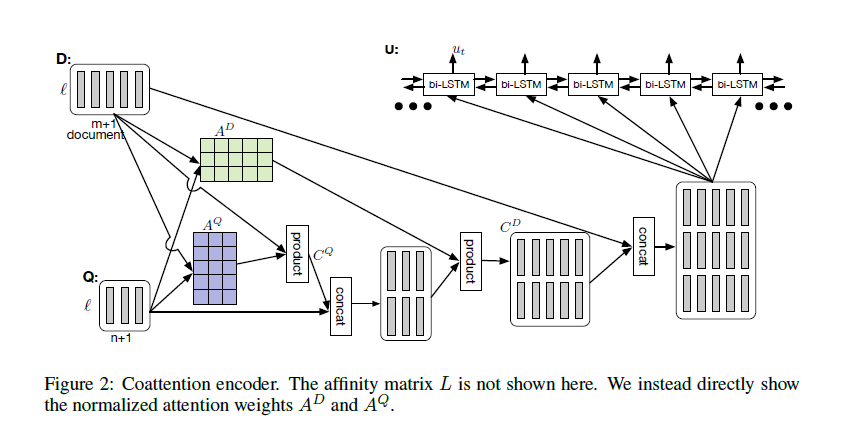 D:
ℓ
m+1
document
A^D
U:
u_t
bi-LSTM
bi-LSTM
bi-LSTM
bi-LSTM
bi-LSTM
A^Q
product
C^Q
concat
product
C^D
concat
Q:
ℓ
n+1
Figure 2: Coattention encoder. The affinity matrix L is not shown here. We instead directly show
the normalized attention weights A^D and A^Q.